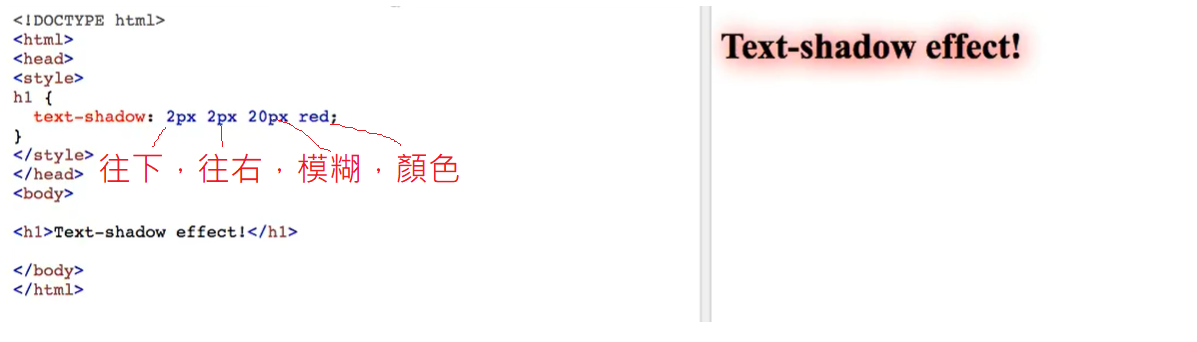 <!DOCTYPE html>
<html>
<head>
<style>
h1 {
  text-shadow: 2px 2px 20px red;
}
</style>
往下，往右，模糊，顏色
</head>
<body>
<h1>Text-shadow effect!</h1>
</body>
</html>
Text-shadow effect!